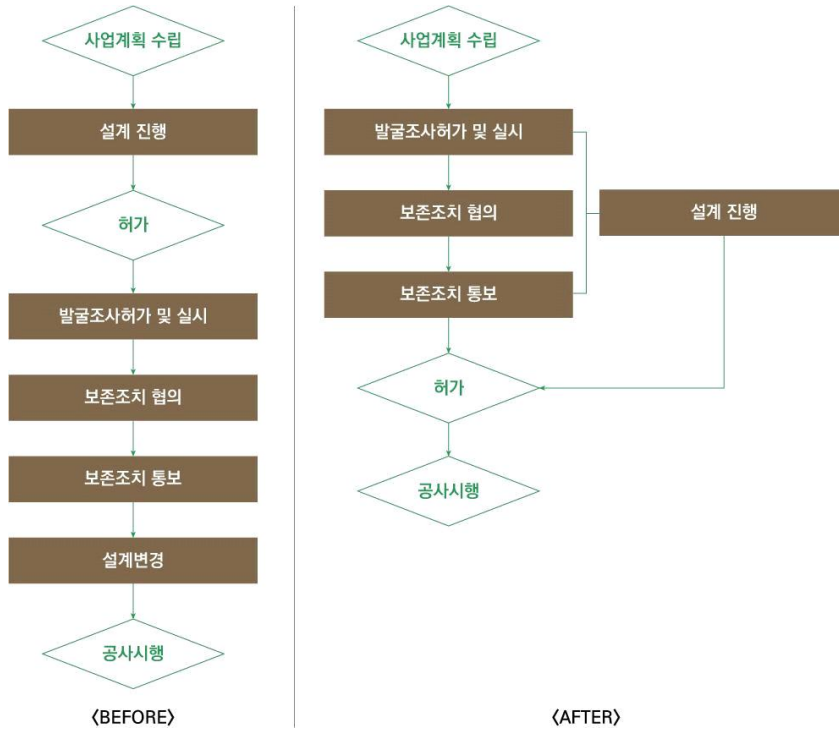 사업계획 수립
설계 진행
허가
발굴조사허가 및 실시
보존조치 협의
보존조치 통보
설계변경
공사시행
〈BEFORE〉
사업계획 수립
발굴조사허가 및 실시
보존조치 협의
설계 진행
보존조치 통보
허가
공사시행
〈AFTER〉